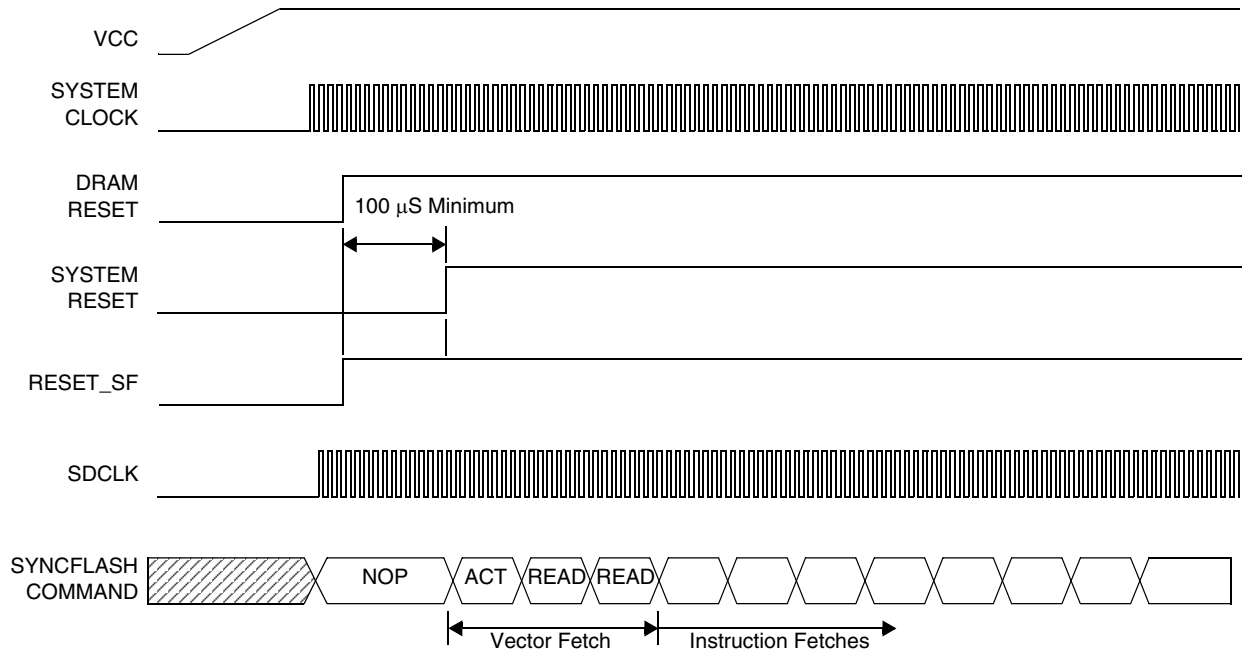 VCC
SYSTEM
CLOCK
DRAM
RESET
100 μS Minimum
SYSTEM
RESET
RESET_SF
SDCLK
SYNCFLASH
COMMAND
NOP ACT READ READ
Vector Fetch Instruction Fetches